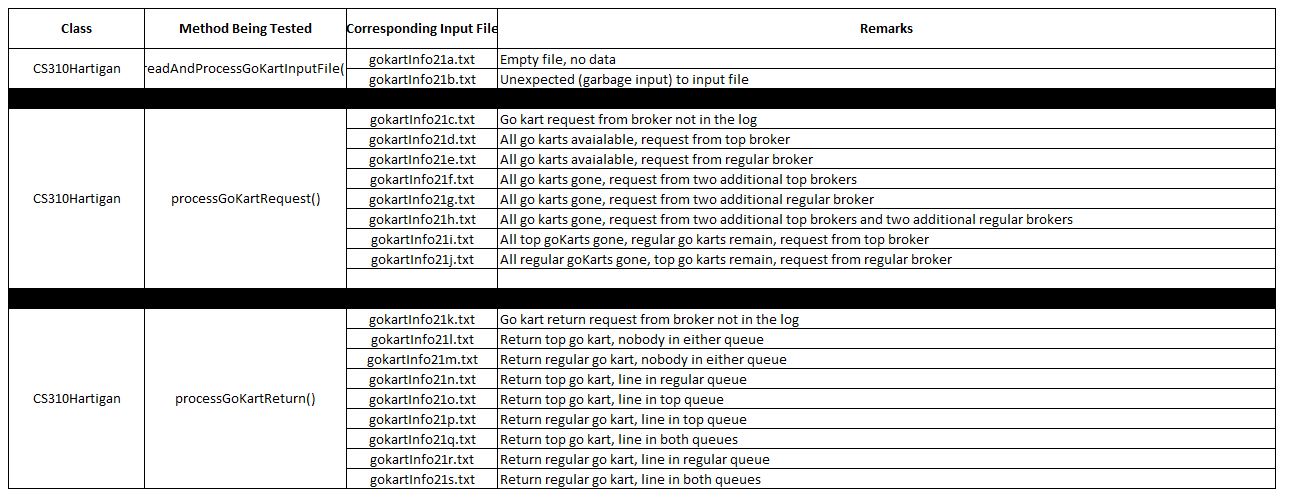 Class Method Being Tested Corresponding Input File Remarks
CS310Hartigan readAndProcessGoKartInputFile( gokartInfo21a.txt Empty file, no data
gokartInfo21b.txt Unexpected (garbage input) to input file
CS310Hartigan processGoKartRequest() gokartInfo21c.txt Go kart request from broker not in the log
gokartInfo21d.txt All go karts avaialable, request from top broker
gokartInfo21e.txt All go karts avaialable, request from regular broker
gokartInfo21f.txt All go karts gone, request from two additional top brokers
gokartInfo21g.txt All go karts gone, request from two additional regular broker
gokartInfo21h.txt All go karts gone, request from two additional top brokers and two additional regular brokers
gokartInfo21i.txt All top goKarts gone, regular go karts remain, request from top broker
gokartInfo21j.txt All regular goKarts gone, top go karts remain, request from regular broker
CS310Hartigan processGoKartReturn() gokartInfo21k.txt Go kart return request from broker not in the log
gokartInfo21l.txt Return top go kart, nobody in either queue
gokartInfo21m.txt Return regular go kart, nobody in either queue
gokartInfo21n.txt Return top go kart, line in regular queue
gokartInfo21o.txt Return top go kart, line in top queue
gokartInfo21p.txt Return regular go kart, line in top queue
gokartInfo21q.txt Return top go kart, line in both queues
gokartInfo21r.txt Return regular go kart, line in regular queue
gokartInfo21s.txt Return regular go kart, line in both queues